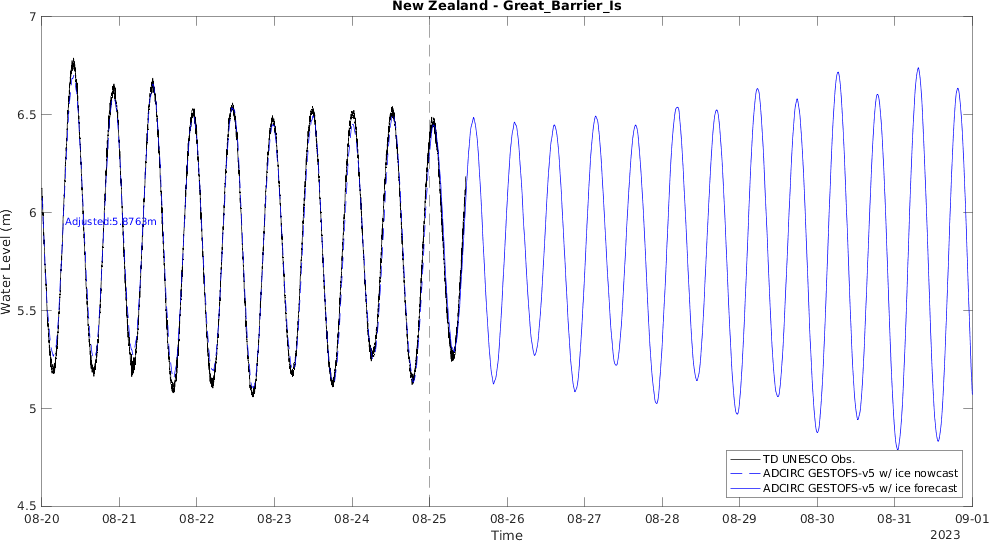 New Zealand - Great_Barrier_Is
7
6.5
6
5.5
5
4.5
Water Level (m)
Adjusted:5.8763m
TD UNESCO Obs.
ADCIRC GESTOFS-v5 w/ ice nowcast
ADCIRC GESTOFS-v5 w/ ice forecast
08-20 08-21 08-22 08-23 08-24 08-25 08-26 08-27 08-28 08-29 08-30 08-31 09-01
Time
2023